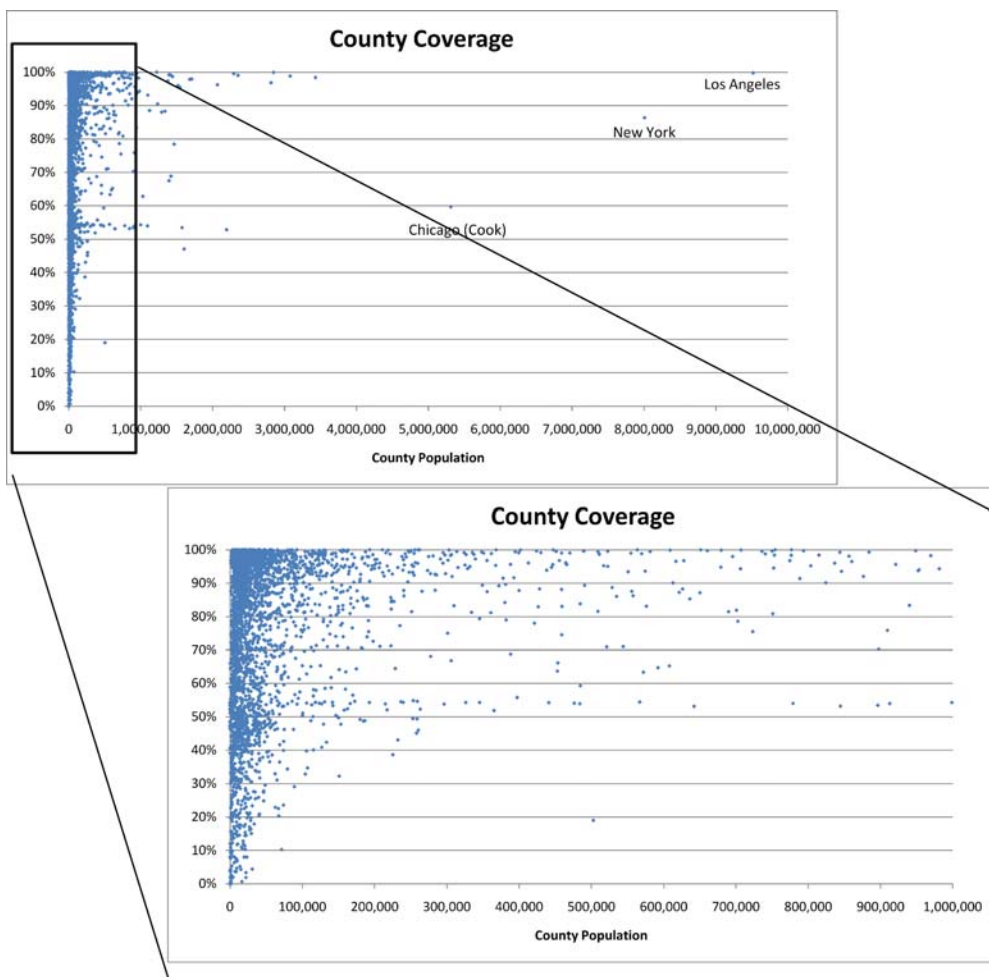 County Coverage
100%
90%
80%
70%
60%
50%
40%
30%
20%
10%
0%
Los Angeles
New York
Chicago (Cook)
0 1,000,000 2,000,000 3,000,000 4,000,000 5,000,000 6,000,000 7,000,000 8,000,000 9,000,000 10,000,000
County Population
County Coverage
100%
90%
80%
70%
60%
50%
40%
30%
20%
10%
0%
0 100,000 200,000 300,000 400,000 500,000 600,000 700,000 800,000 900,000 1,000,000
County Population